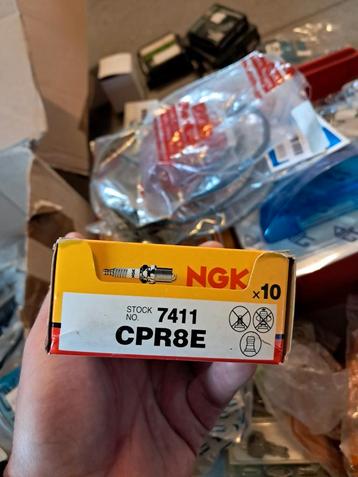 NGK
x10
STOCK NO. 7411
CPR8E